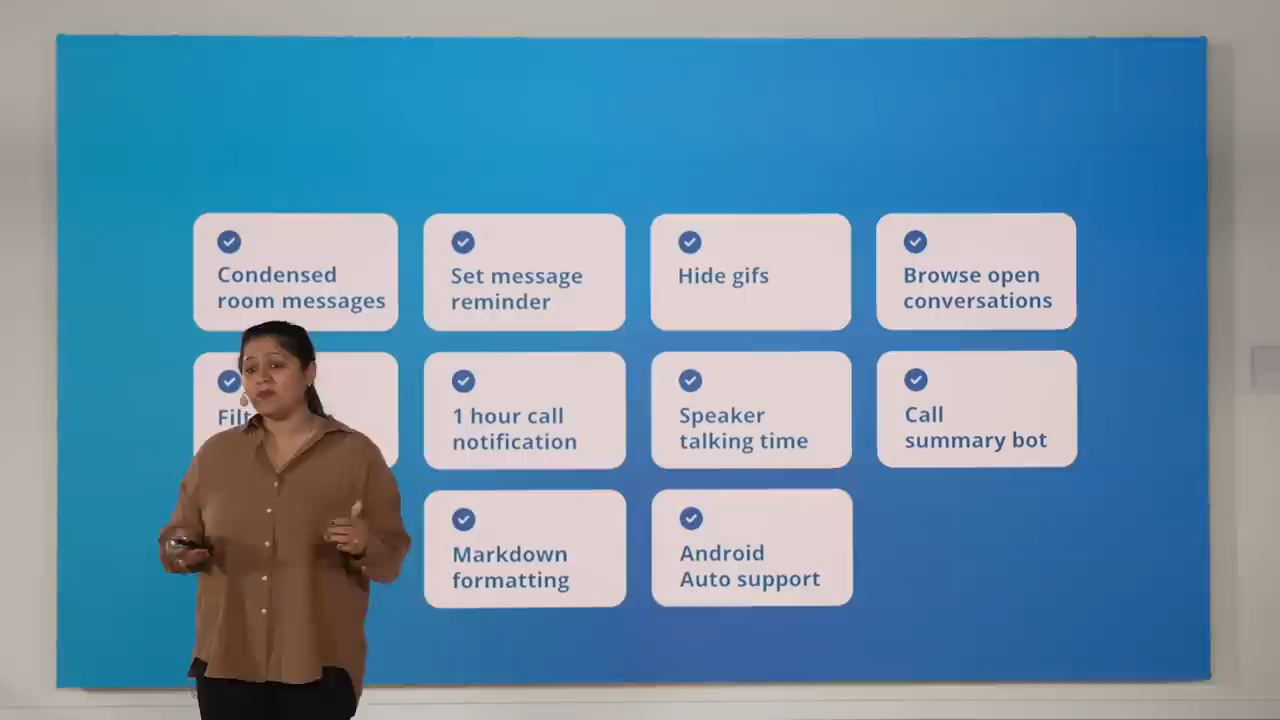 Condensed
room messages
Set message
reminder
Hide gifs
Browse open
conversations
1 hour call
notification
Speaker
talking time
Call
summary bot
Markdown
formatting
Android
Auto support